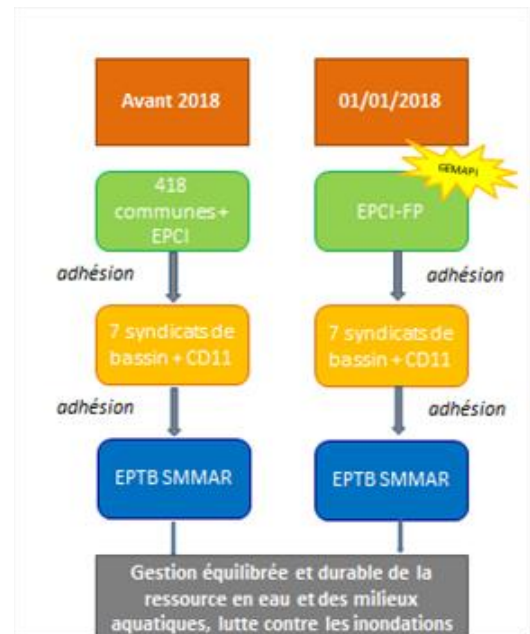 Avant 2018
01/01/2018
GEMAPI
418
communes +
EPCI
EPCI-FP
adhésion
adhésion
7 syndicats de
bassin + CD11
7 syndicats de
bassin + CD11
adhésion
adhésion
EPTB SMMAR
EPTB SMMAR
Gestion équilibrée et durable de la
ressource en eau et des milieux
aquatiques, lutte contre les inondations